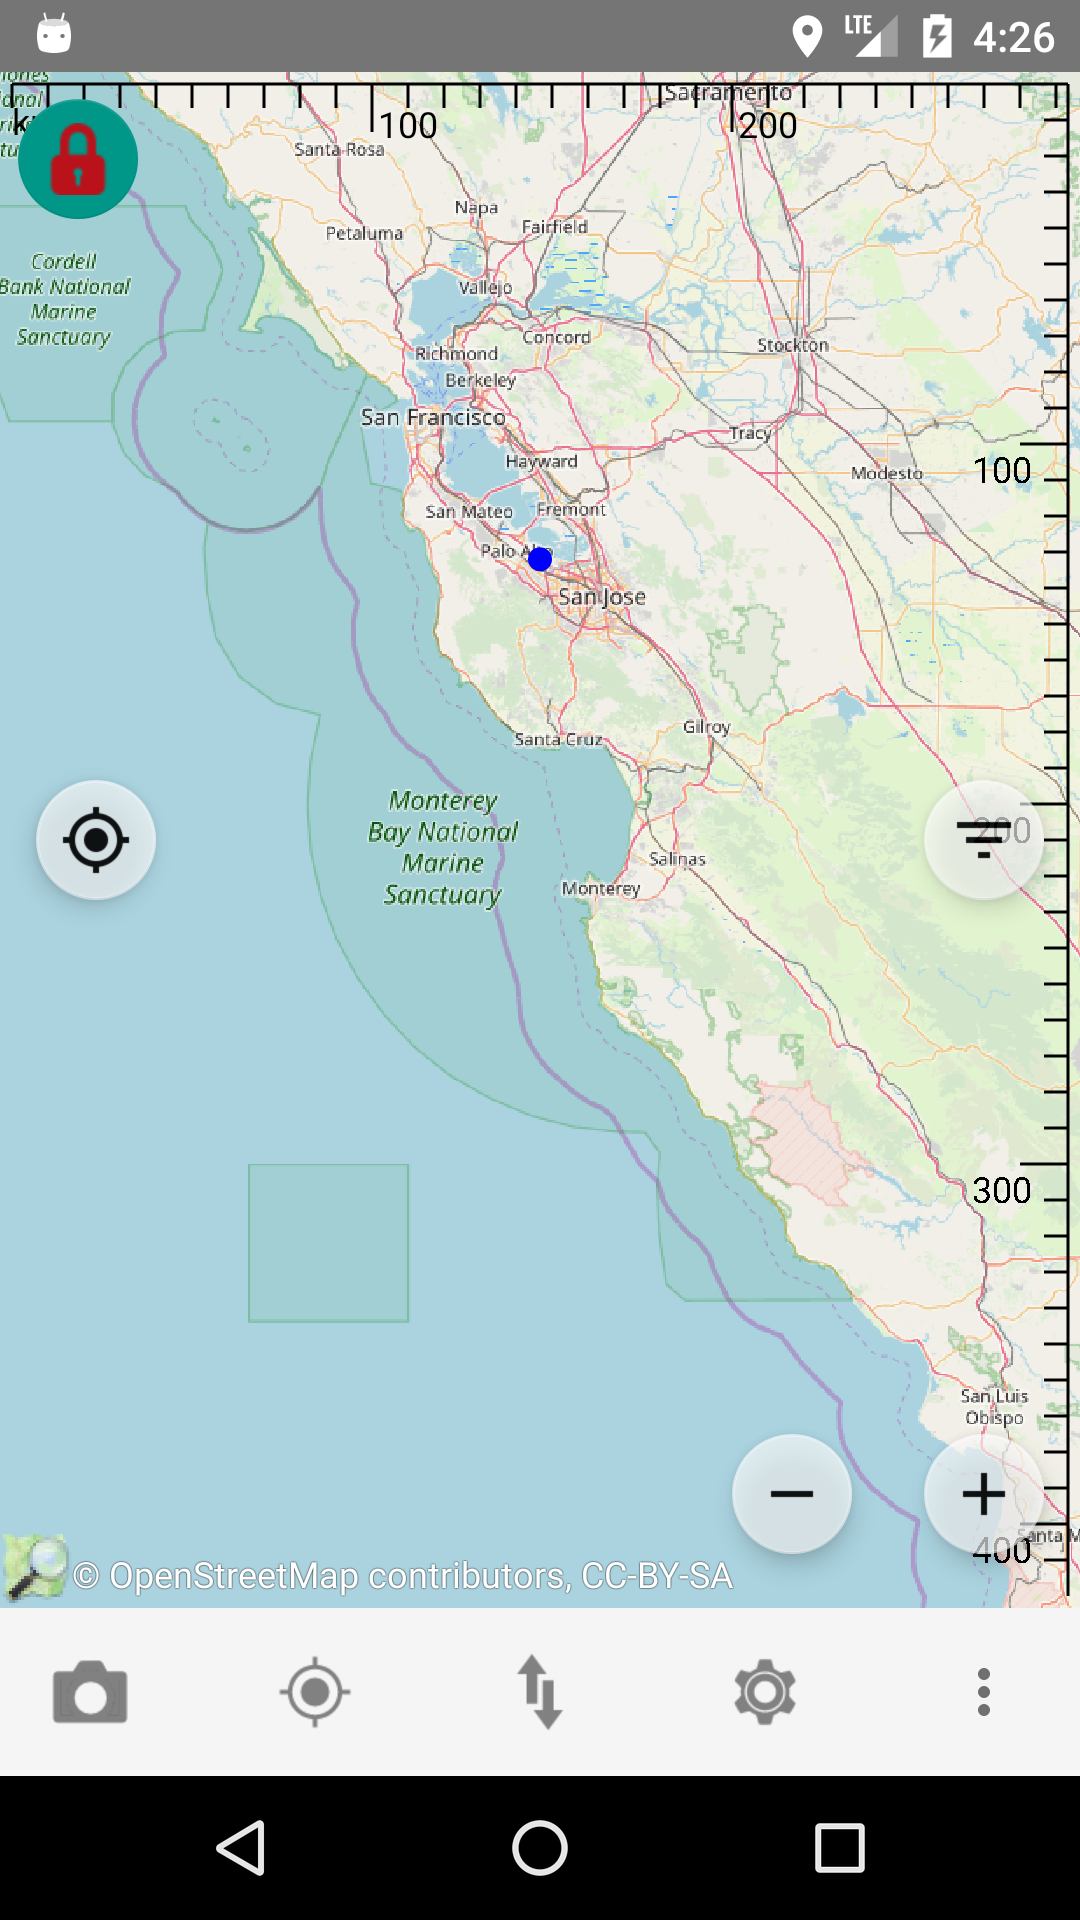 LTE
4:26
Sacramento
100
200
Santa Rosa
Napa
Petaluma
Fairfield
Cordell
Bank National
Marine
Sanctuary
Vallejo
Concord
Stockton
Richmond
Berkeley
San Francisco
Tracy
Hayward
Modesto
100
San Mateo
Fremont
Palo Alto
San Jose
Gilroy
Santa Cruz
Monterey
Bay National
Marine
Sanctuary
200
Salinas
Monterey
300
San Luis
Obispo
Santa M
400
© OpenStreetMap contributors, CC-BY-SA